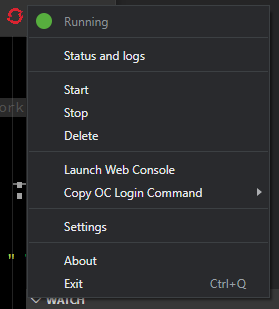 Running
Status and logs
ork
Start
Stop
Delete
Launch Web Console
Copy OC Login Command
Settings
About
Exit Ctrl+Q
WATCH